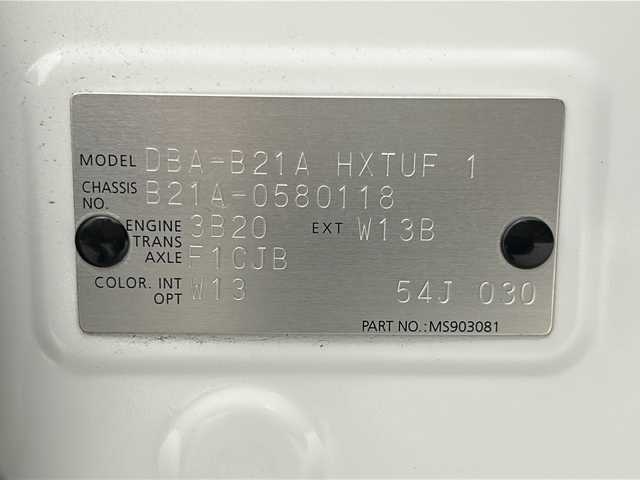 MODEL DBA-B21A HXTUF 1
CHASSIS NO. B21A-0580118
ENGINE 3B20 EXT W13B
TRANS AXLE F1CJB
COLOR. INT W13
OPT 54J 030
PART NO.:MS903081